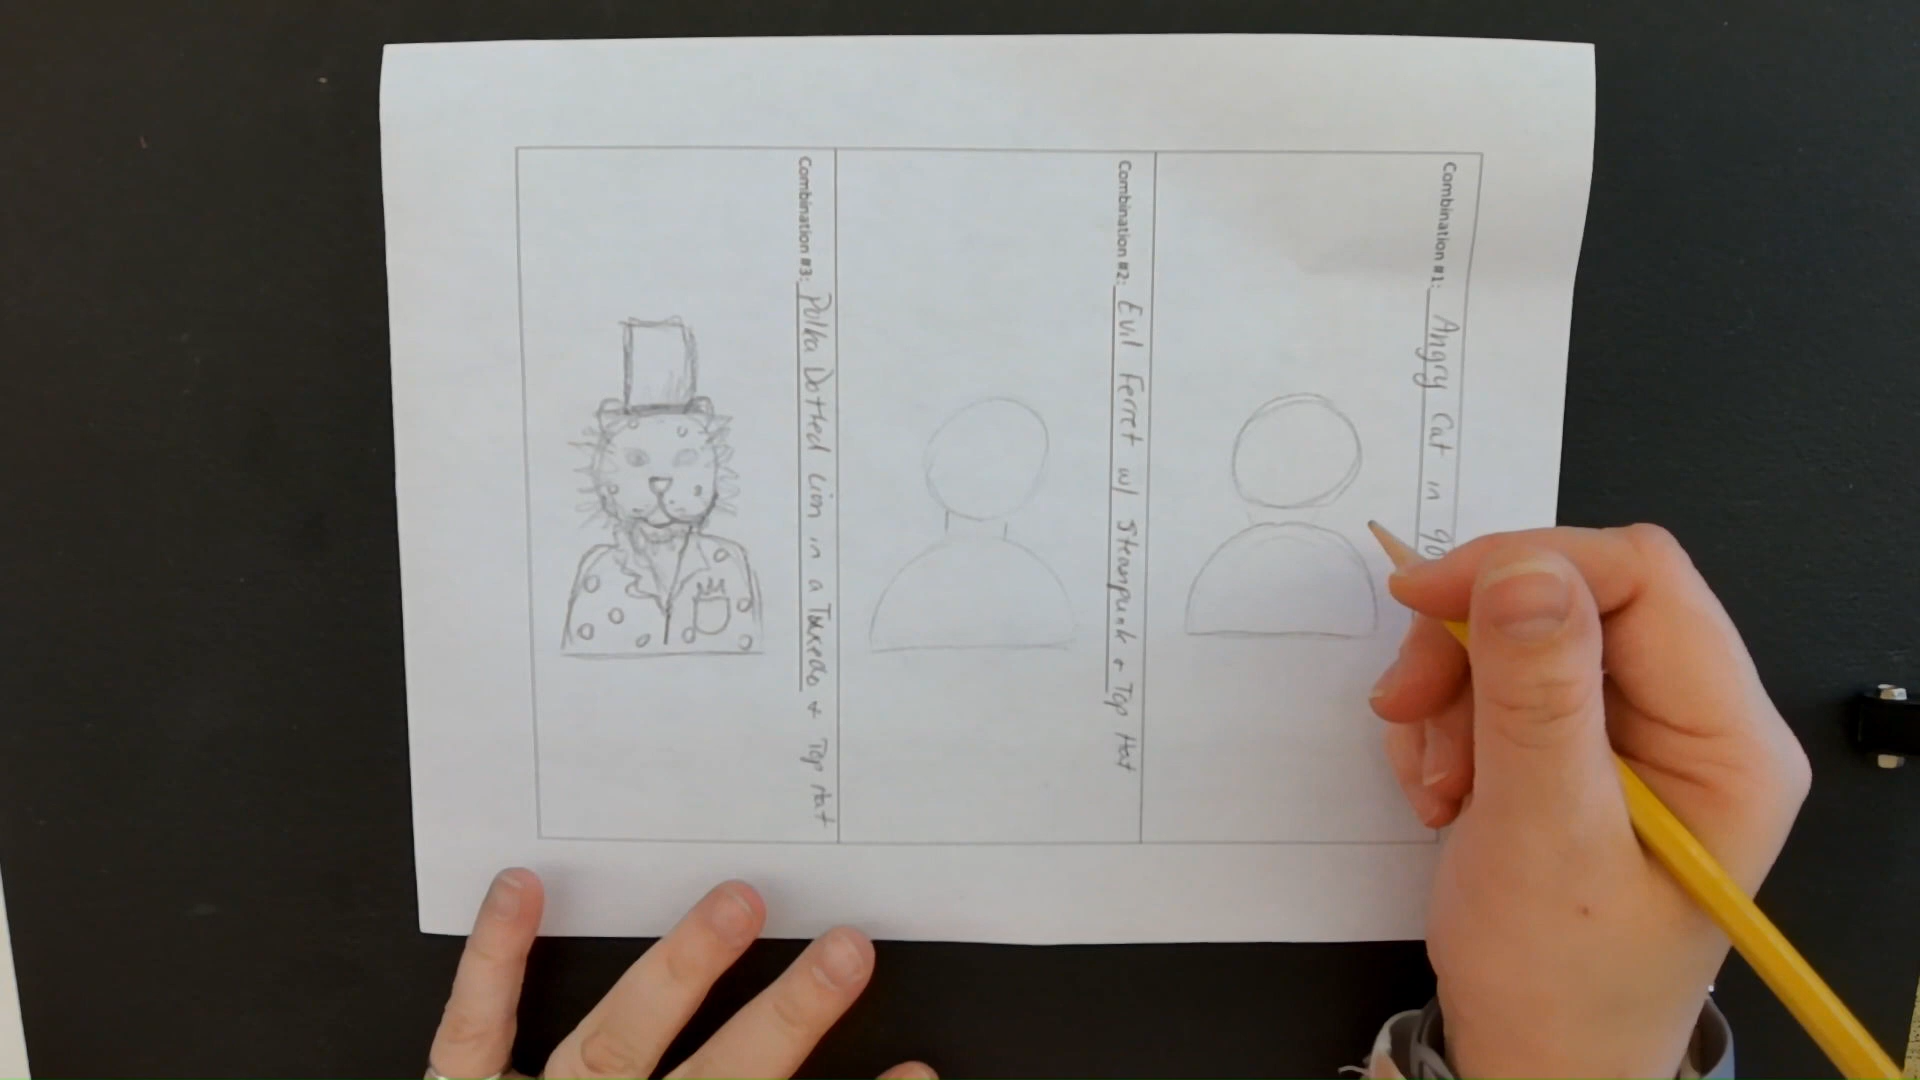 Combination #1: Angry Cat in 90
Combination #2: Evil Ferret w/ Steampunk + Top Hat
Combination #3: Polka Dotted Lion in a Tuxedo + Top Hat